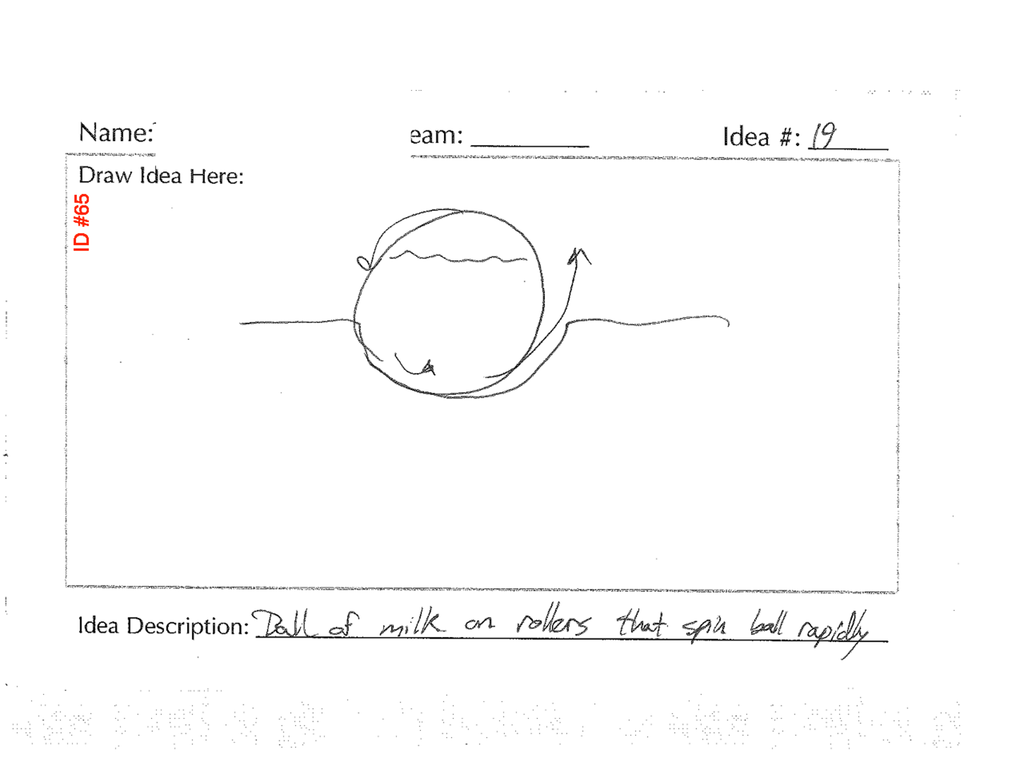 Name: eam: Idea #: 19
Draw Idea Here:
ID #65
Idea Description: Ball of milk on rollers that spin ball rapidly